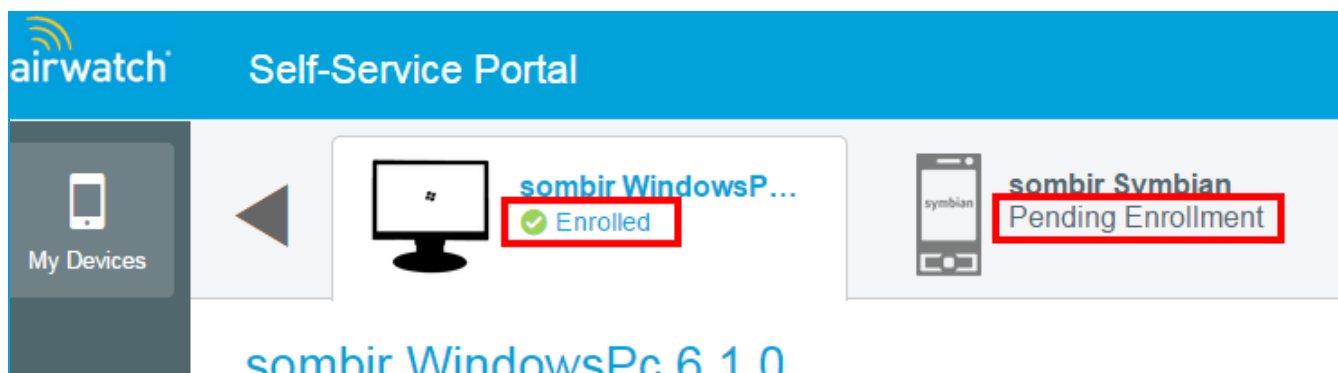 airwatch
Self-Service Portal
My Devices
sombir WindowsP...
Enrolled
symbian
sombir Symbian
Pending Enrollment
sombir WindowsPc 6.1.0